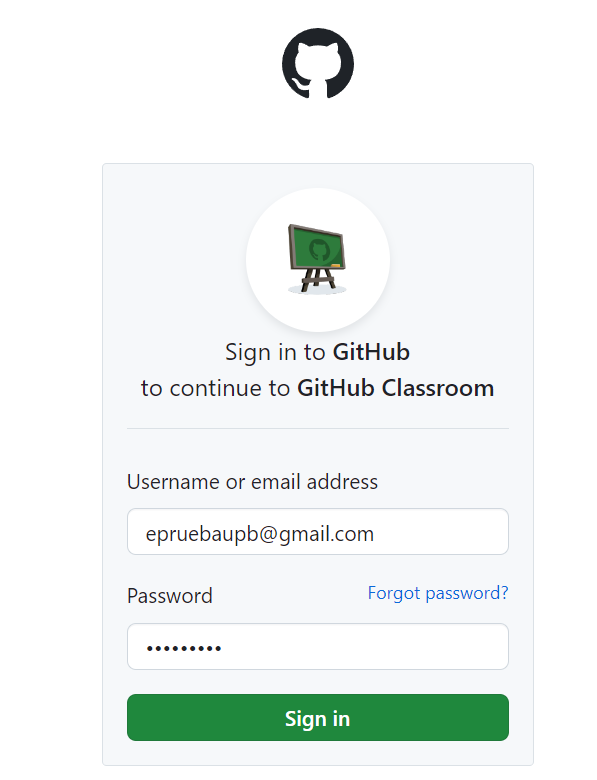 Sign in to GitHub
to continue to GitHub Classroom
Username or email address
epruebaupb@gmail.com
Password Forgot password?
•••••••••
Sign in